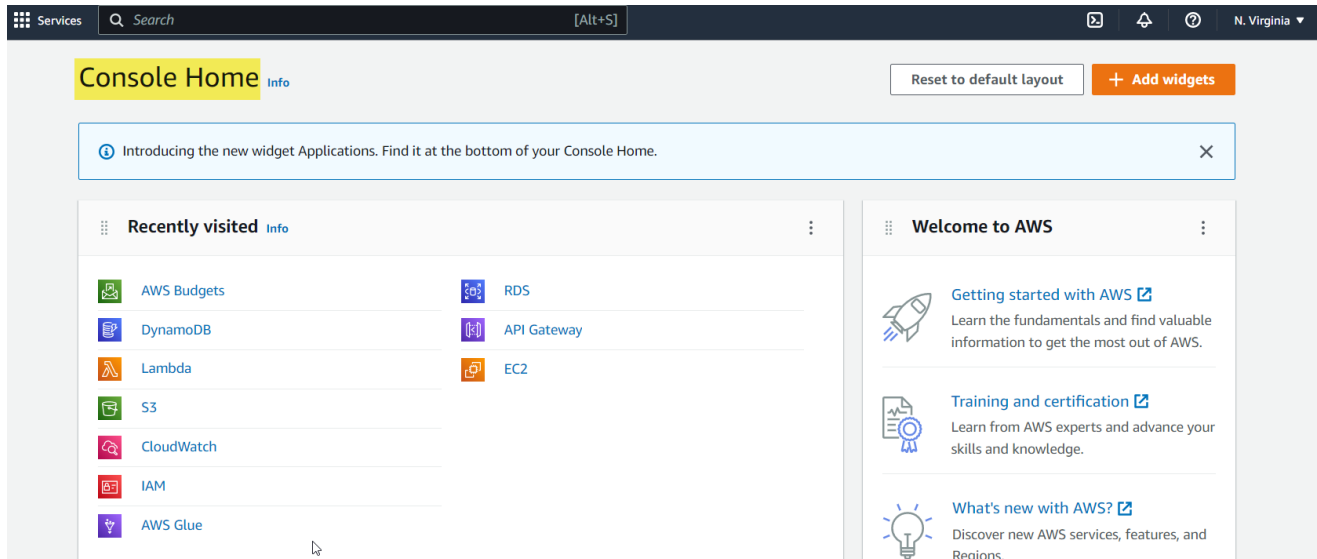 Services
Search [Alt+S]
N. Virginia
Console Home Info
Reset to default layout
+ Add widgets
Introducing the new widget Applications. Find it at the bottom of your Console Home.
Recently visited Info
AWS Budgets
DynamoDB
Lambda
S3
CloudWatch
IAM
AWS Glue
RDS
API Gateway
EC2
Welcome to AWS
Getting started with AWS
Learn the fundamentals and find valuable
information to get the most out of AWS.
Training and certification
Learn from AWS experts and advance your
skills and knowledge.
What's new with AWS?
Discover new AWS services, features, and
Regions.